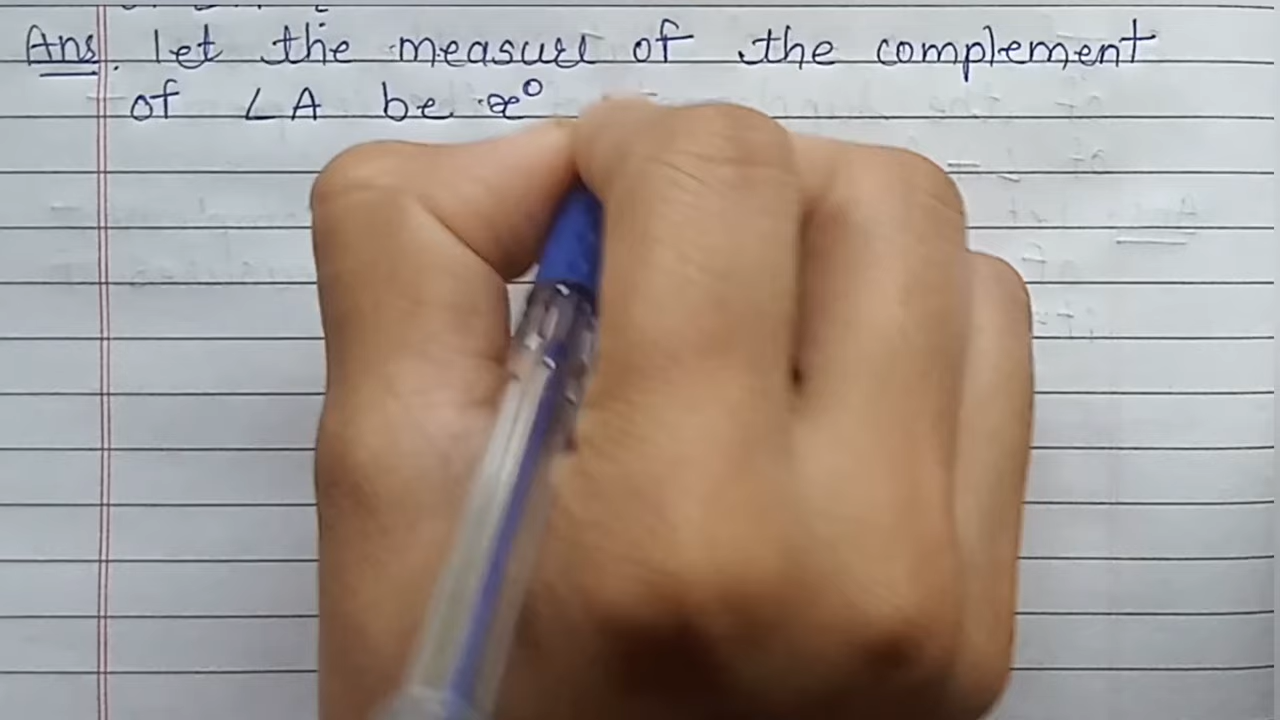 Ans. let the measure of the complement
of ∠A be x°